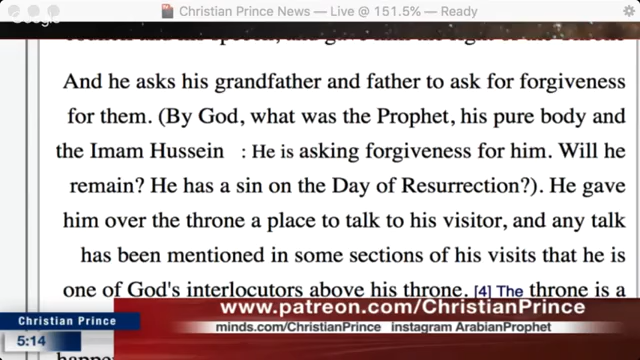 Christian Prince News — Live @ 151.5% — Ready
And he asks his grandfather and father to ask for forgiveness
for them. (By God, what was the Prophet, his pure body and
the Imam Hussein : He is asking forgiveness for him. Will he
remain? He has a sin on the Day of Resurrection?). He gave
him over the throne a place to talk to his visitor, and any talk
has been mentioned in some sections of his visits that he is
one of God's interlocutors above his throne. [4] The throne is a
www.patreon.com/ChristianPrince
minds.com/ChristianPrince instagram ArabianProphet
Christian Prince
5:14